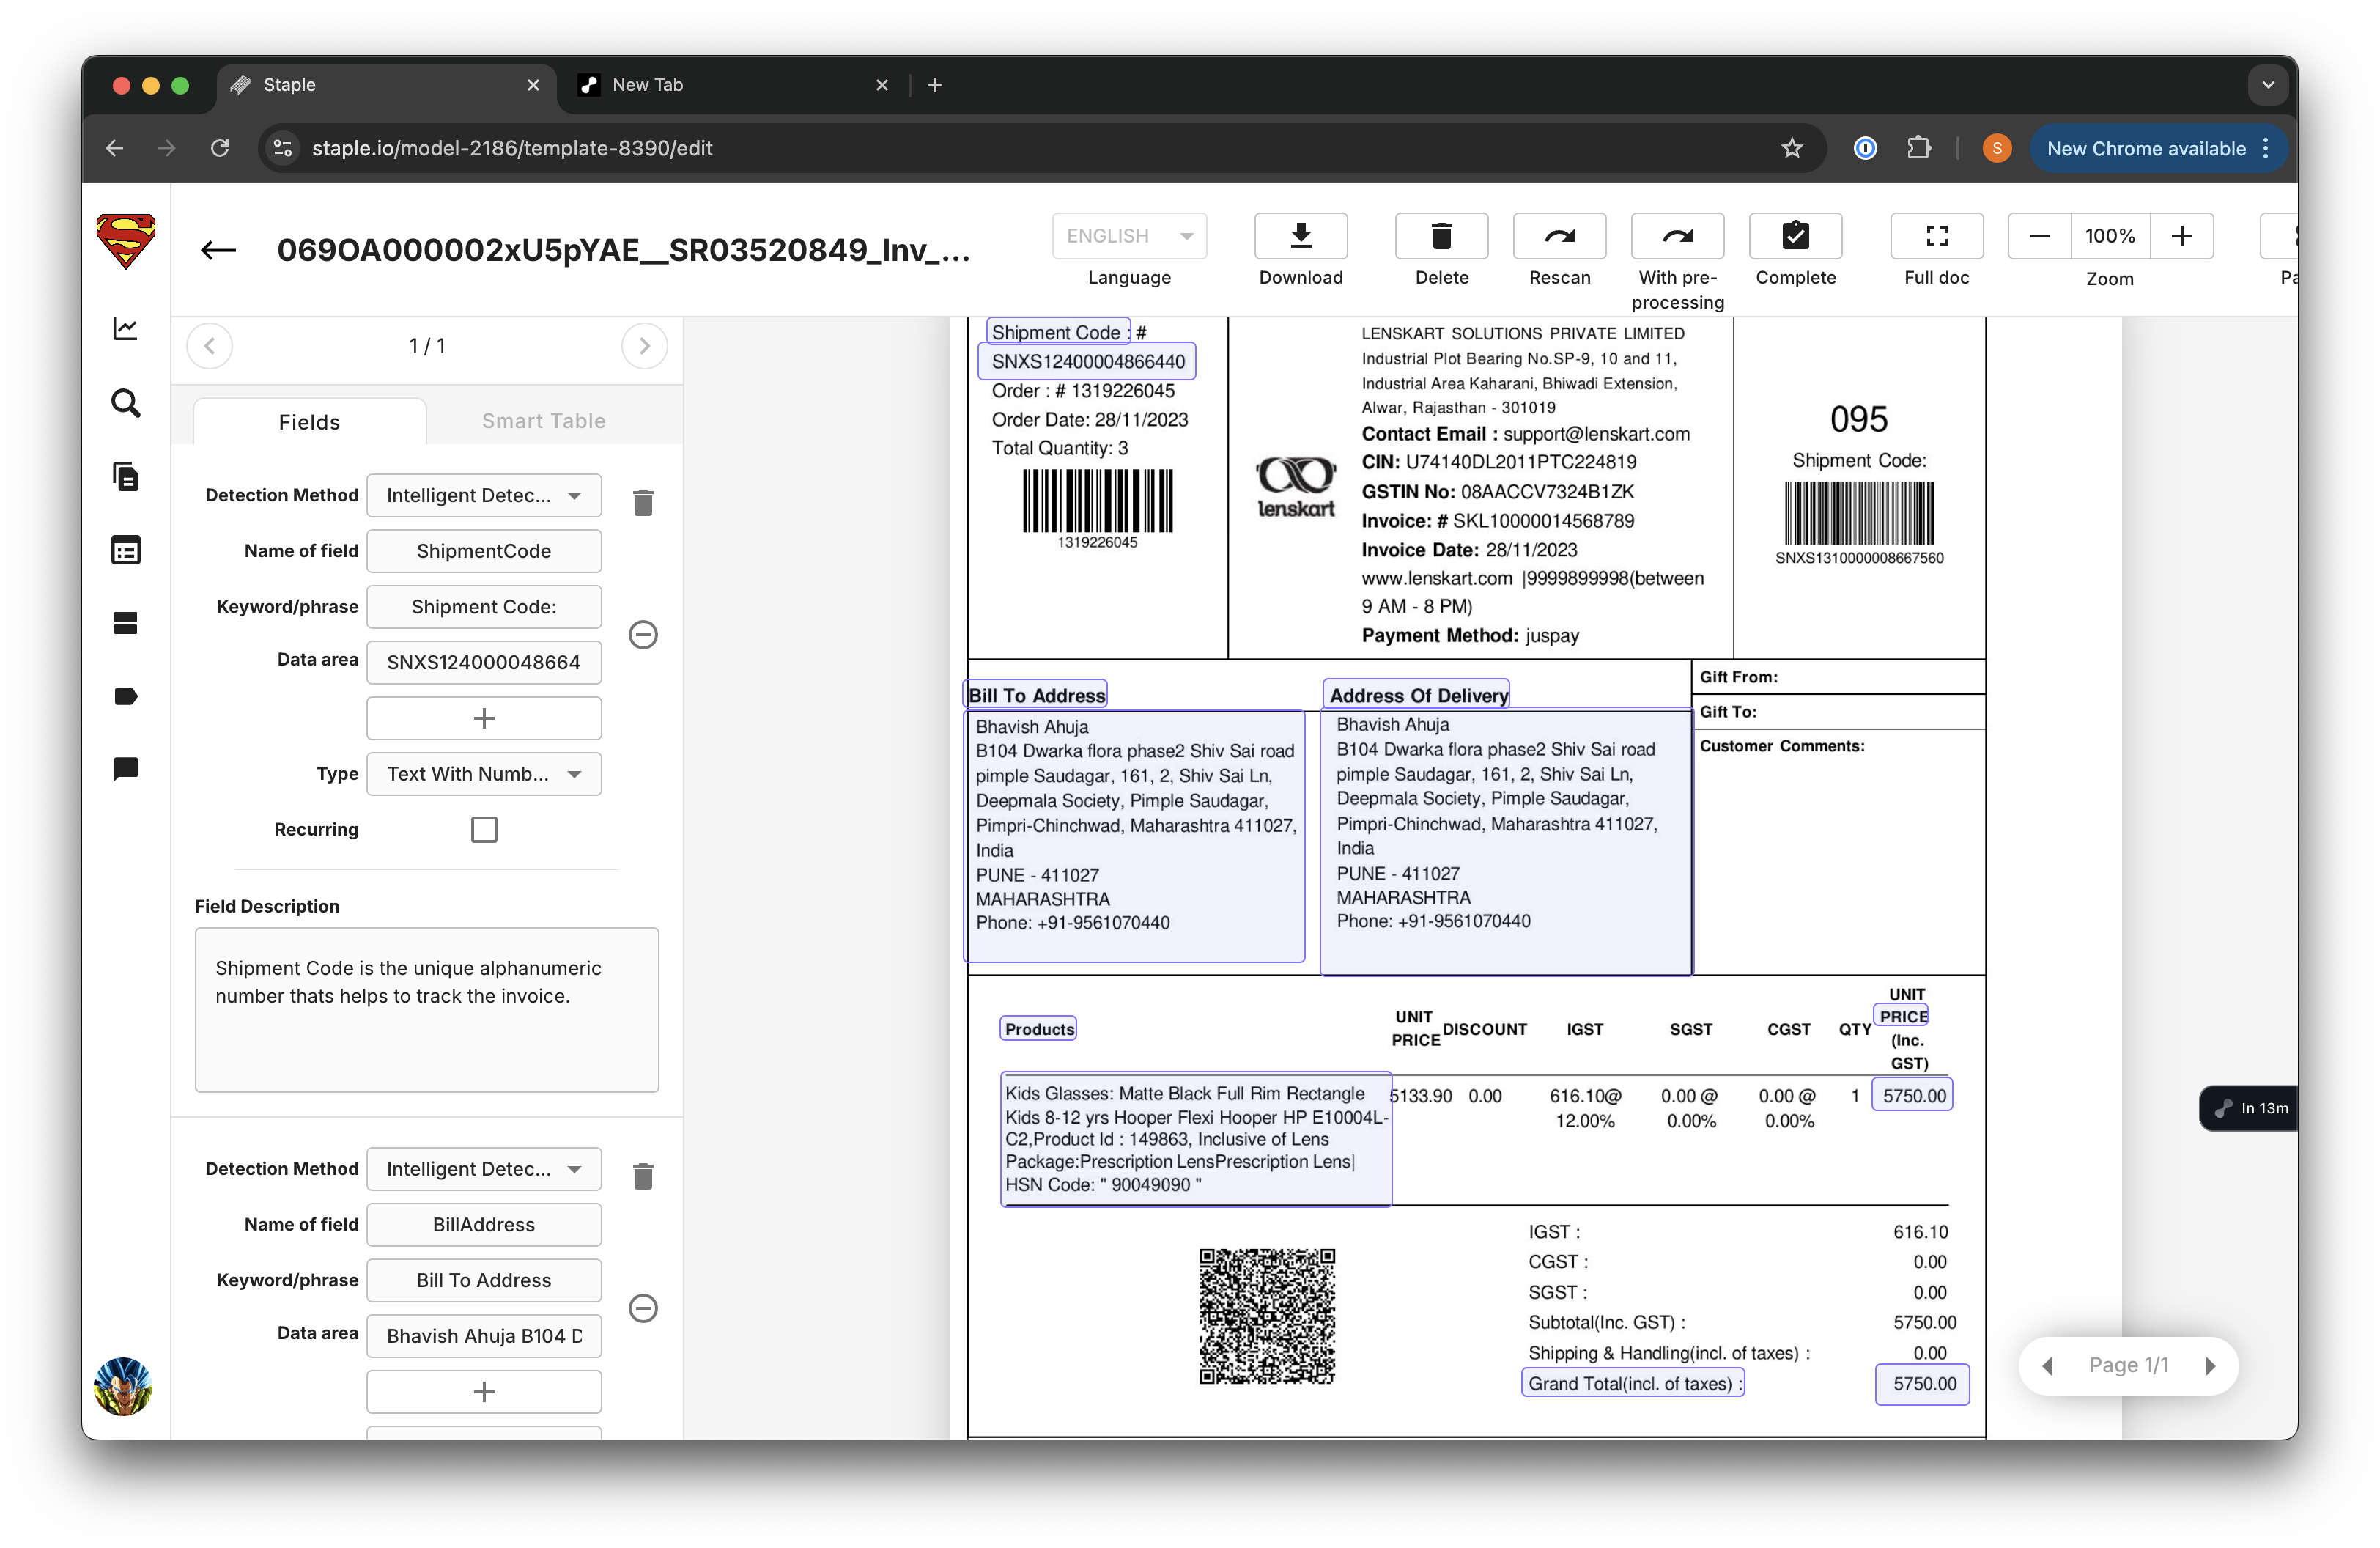 Staple
New Tab
staple.io/model-2186/template-8390/edit
S
New Chrome available
069OA000002xU5pYAE__SR03520849_Inv_...
ENGLISH
Language
Download
Delete
Rescan
With pre-
processing
Complete
Full doc
100%
Zoom
1 / 1
Fields
Smart Table
Detection Method
Intelligent Detec...
Name of field
ShipmentCode
Keyword/phrase
Shipment Code:
Data area
SNXS124000048664
Type
Text With Numb...
Recurring
Field Description
Shipment Code is the unique alphanumeric
number thats helps to track the invoice.
Detection Method
Intelligent Detec...
Name of field
BillAddress
Keyword/phrase
Bill To Address
Data area
Bhavish Ahuja B104
Shipment Code : #
SNXS12400004866440
Order : # 1319226045
Order Date: 28/11/2023
Total Quantity: 3
1319226045
lenskart
LENSKART SOLUTIONS PRIVATE LIMITED
Industrial Plot Bearing No.SP-9, 10 and 11,
Industrial Area Kaharani, Bhiwadi Extension,
Alwar, Rajasthan - 301019
Contact Email : support@lenskart.com
CIN: U74140DL2011PTC224819
GSTIN No: 08AACCV7324B1ZK
Invoice: # SKL10000014568789
Invoice Date: 28/11/2023
www.lenskart.com |9999899998(between
9 AM - 8 PM)
Payment Method: juspay
095
Shipment Code:
SNXS1310000008667560
Bill To Address
Bhavish Ahuja
B104 Dwarka flora phase2 Shiv Sai road
pimple Saudagar, 161, 2, Shiv Sai Ln,
Deepmala Society, Pimple Saudagar,
Pimpri-Chinchwad, Maharashtra 411027,
India
PUNE - 411027
MAHARASHTRA
Phone: +91-9561070440
Address Of Delivery
Bhavish Ahuja
B104 Dwarka flora phase2 Shiv Sai road
pimple Saudagar, 161, 2, Shiv Sai Ln,
Deepmala Society, Pimple Saudagar,
Pimpri-Chinchwad, Maharashtra 411027,
India
PUNE - 411027
MAHARASHTRA
Phone: +91-9561070440
Gift From:
Gift To:
Customer Comments:
Products
UNIT
PRICE
DISCOUNT
IGST
SGST
CGST
QTY
UNIT
PRICE
(Inc.
GST)
Kids Glasses: Matte Black Full Rim Rectangle
Kids 8-12 yrs Hooper Flexi Hooper HP E10004L-
C2,Product Id : 149863, Inclusive of Lens
Package:Prescription LensPrescription Lens|
HSN Code: " 90049090 "
5133.90
0.00
616.10@
12.00%
0.00 @
0.00%
0.00 @
0.00%
1
5750.00
IGST : 616.10
CGST : 0.00
SGST : 0.00
Subtotal(Inc. GST) : 5750.00
Shipping & Handling(incl. of taxes) : 0.00
Grand Total(incl. of taxes) : 5750.00
In 13m
Page 1/1